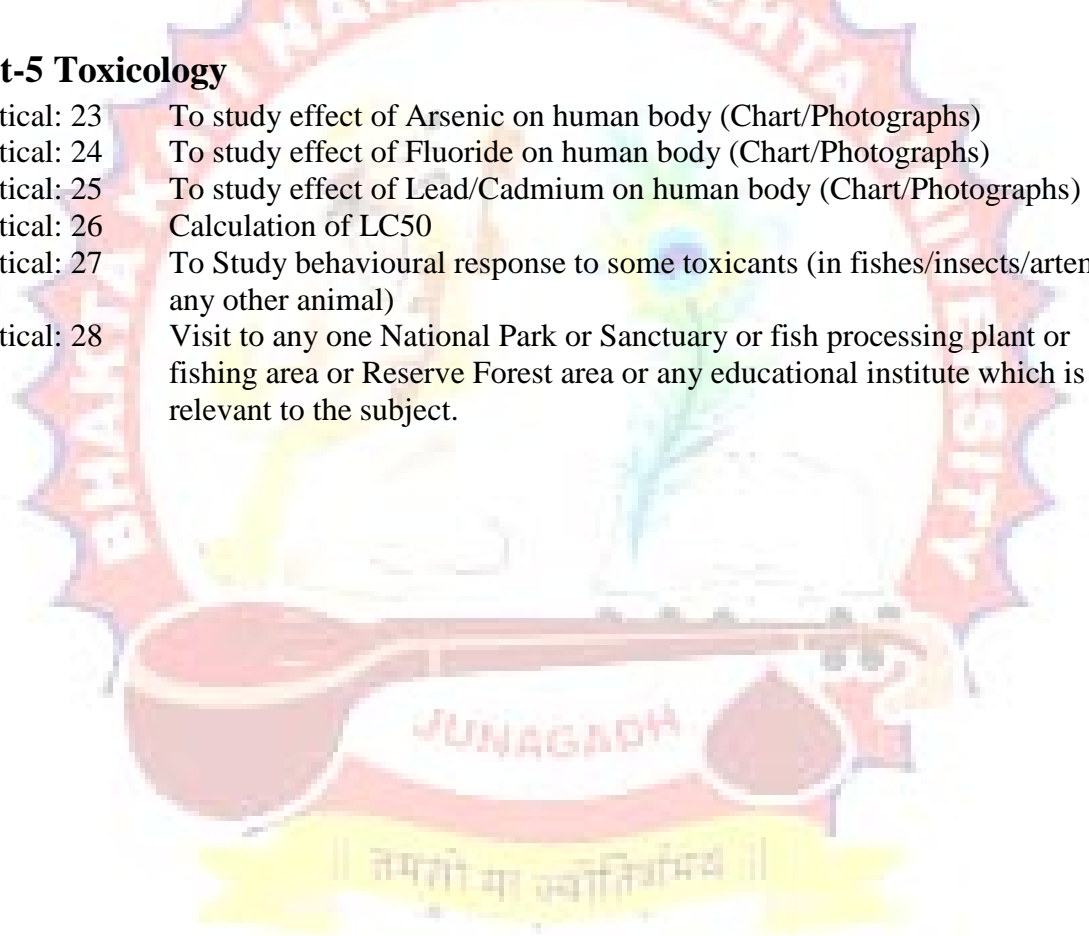 t-5 Toxicology
tical: 23 To study effect of Arsenic on human body (Chart/Photographs)
tical: 24 To study effect of Fluoride on human body (Chart/Photographs)
tical: 25 To study effect of Lead/Cadmium on human body (Chart/Photographs)
tical: 26 Calculation of LC50
tical: 27 To Study behavioural response to some toxicants (in fishes/insects/artem
any other animal)
tical: 28 Visit to any one National Park or Sanctuary or fish processing plant or
fishing area or Reserve Forest area or any educational institute which is
relevant to the subject.
BHAKTA
JUNAGADH
|| तमसो मा ज्योतिर्गमय ||